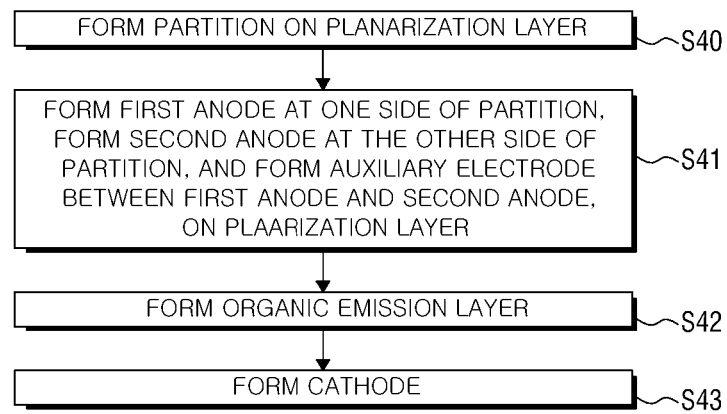 FORM PARTITION ON PLANARIZATION LAYER
S40
FORM FIRST ANODE AT ONE SIDE OF PARTITION,
FORM SECOND ANODE AT THE OTHER SIDE OF
PARTITION, AND FORM AUXILIARY ELECTRODE
BETWEEN FIRST ANODE AND SECOND ANODE,
ON PLAARIZATION LAYER
S41
FORM ORGANIC EMISSION LAYER
S42
FORM CATHODE
S43